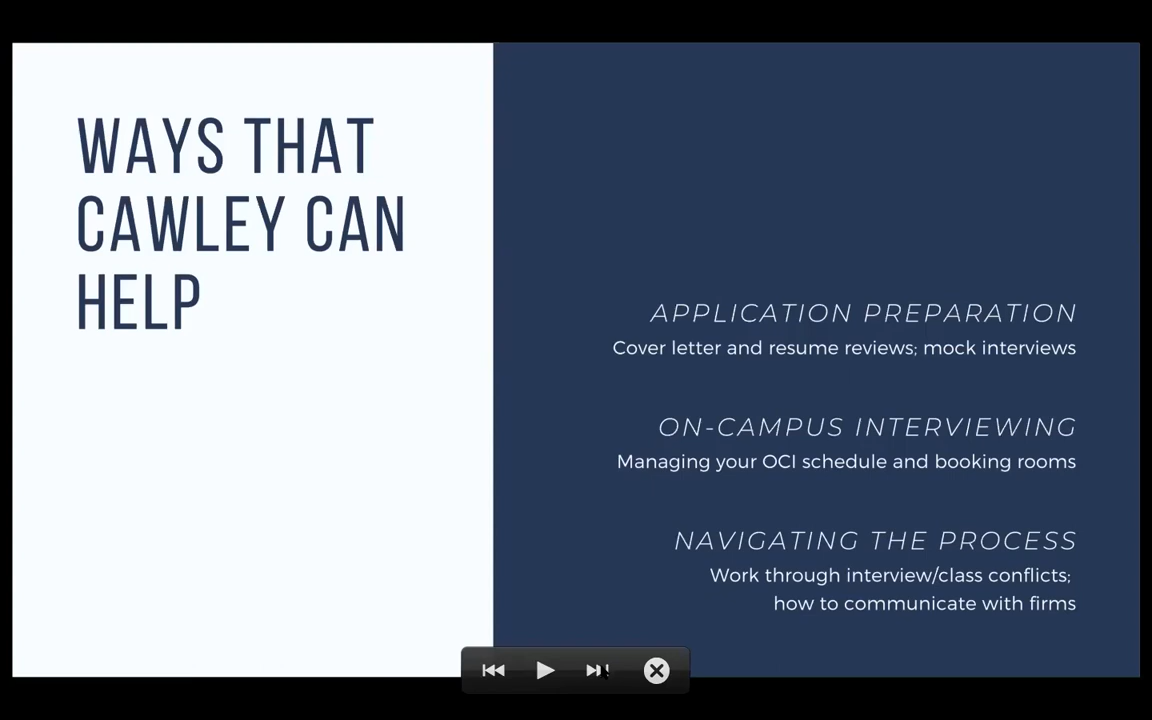 WAYS THAT
CAWLEY CAN
HELP
APPLICATION PREPARATION
Cover letter and resume reviews; mock interviews
ON-CAMPUS INTERVIEWING
Managing your OCI schedule and booking rooms
NAVIGATING THE PROCESS
Work through interview/class conflicts;
how to communicate with firms